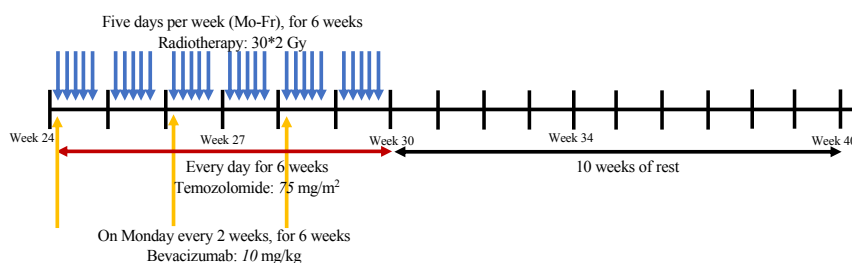 Five days per week (Mo-Fr), for 6 weeks
Radiotherapy: 30*2 Gy
Week 24
Week 27
Week 30
Week 34
Week 40
Every day for 6 weeks
Temozolomide: 75 mg/m²
10 weeks of rest
On Monday every 2 weeks, for 6 weeks
Bevacizumab: 10 mg/kg